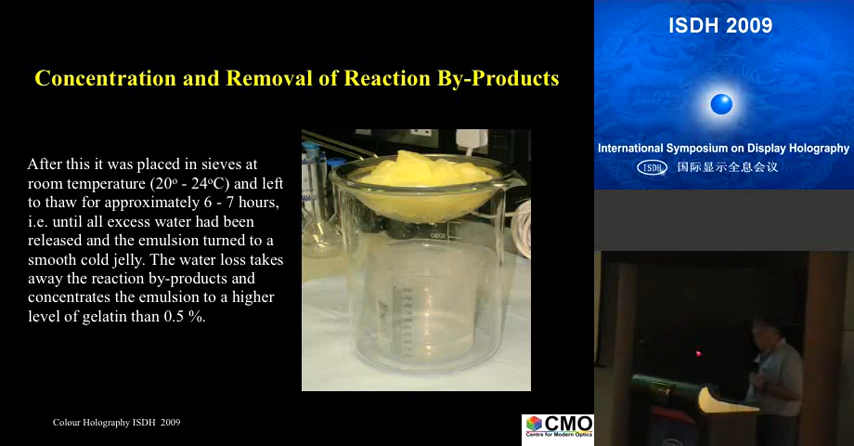 Concentration and Removal of Reaction By-Products
After this it was placed in sieves at
room temperature (20º - 24ºC) and left
to thaw for approximately 6 - 7 hours,
i.e. until all excess water had been
released and the emulsion turned to a
smooth cold jelly. The water loss takes
away the reaction by-products and
concentrates the emulsion to a higher
level of gelatin than 0.5 %.
Colour Holography ISDH  2009
CMO
Centre for Modern Optics
ISDH 2009
International Symposium on Display Holography
ISDH 国际显示全息会议